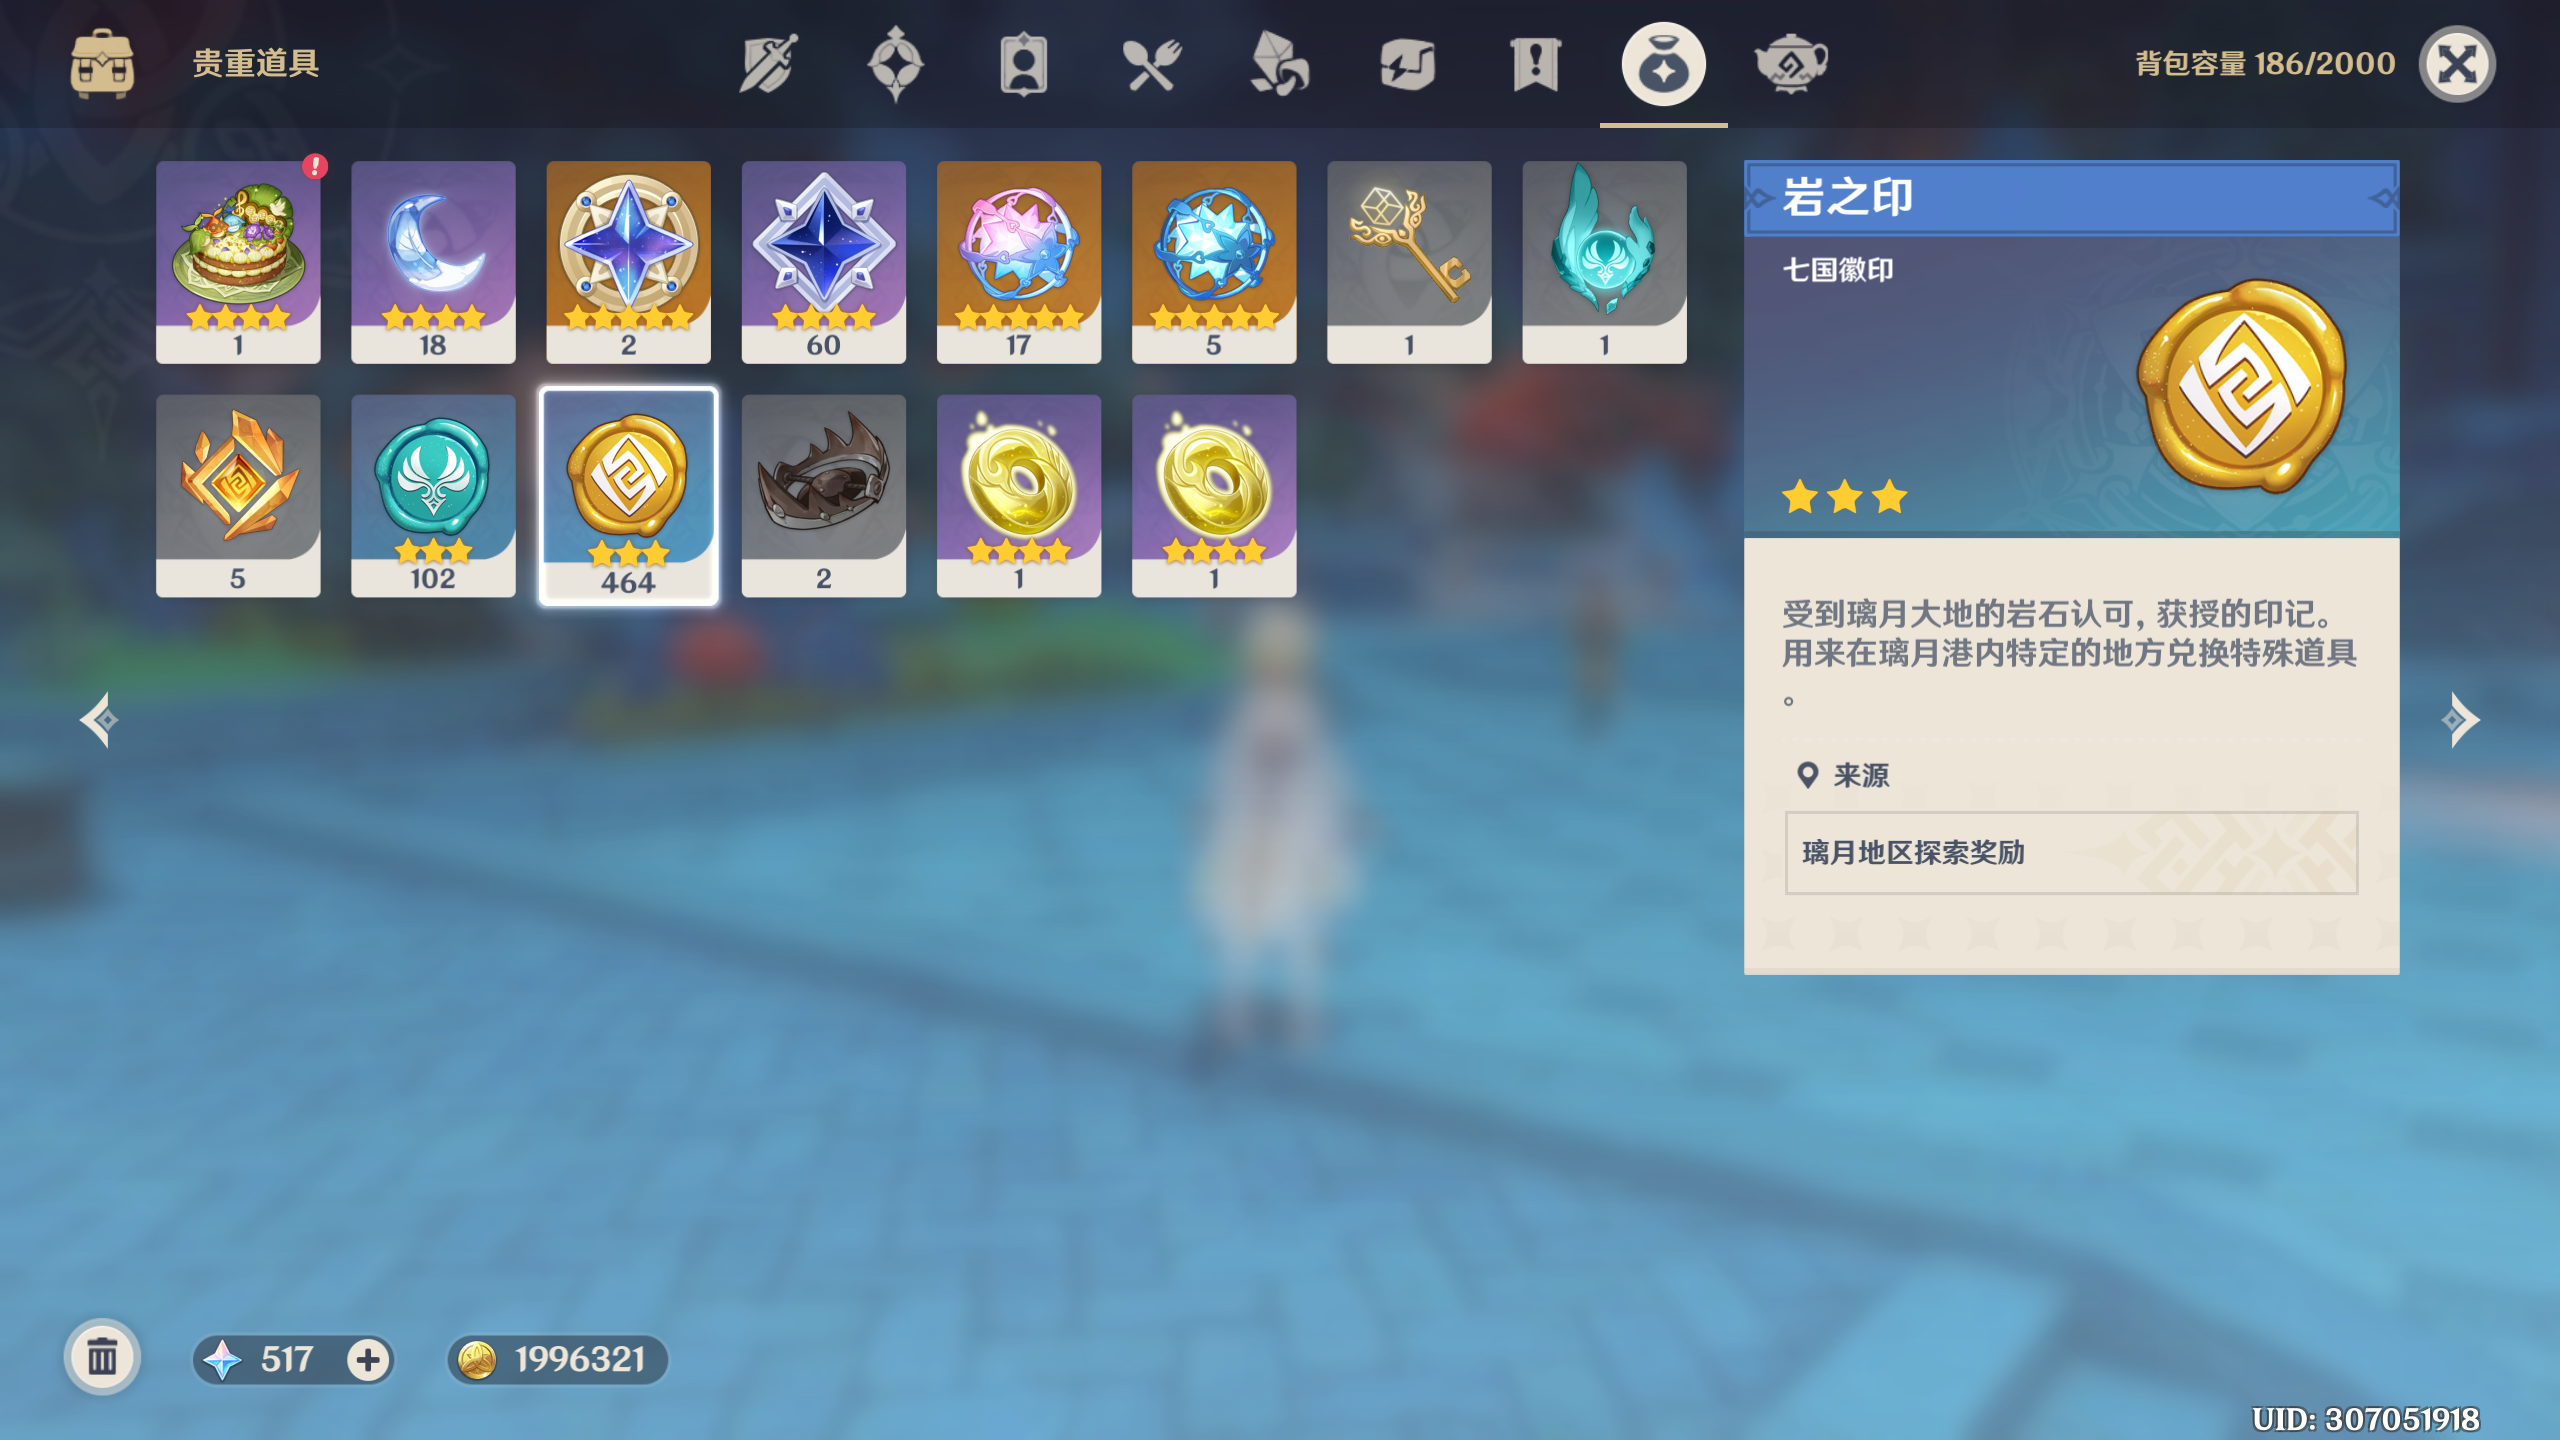 贵重道具
背包容量 186/2000
1
18
2
60
17
5
1
1
5
102
464
2
1
1
岩之印
七国徽印
受到璃月大地的岩石认可，获授的印记。
用来在璃月港内特定的地方兑换特殊道具
。
来源
璃月地区探索奖励
517
1996321
UID: 307051918